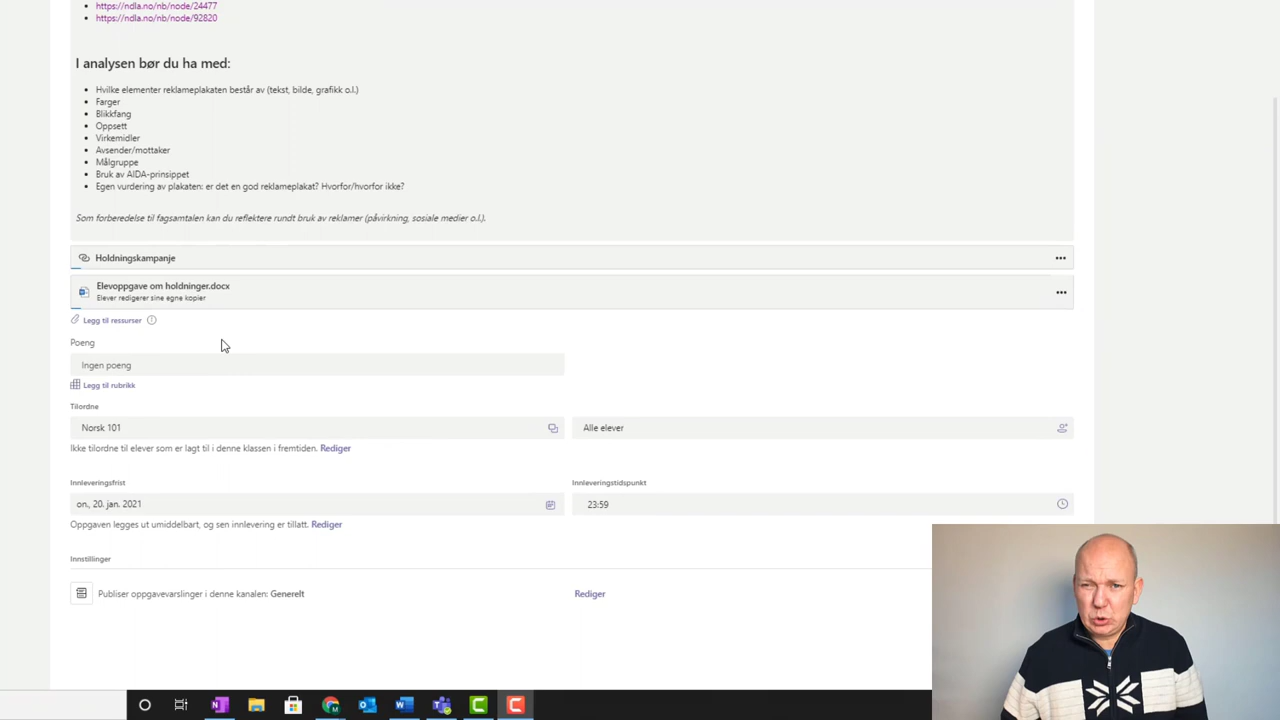 https://ndla.no/nb/node/24477
https://ndla.no/nb/node/92820
I analysen bør du ha med:
Hvilke elementer reklameplakaten består av (tekst, bilde, grafikk o.l.)
Farger
Blikkfang
Oppsett
Virkemidler
Avsender/mottaker
Målgruppe
Bruk av AIDA-prinsippet
Egen vurdering av plakaten: er det en god reklameplakat? Hvorfor/hvorfor ikke?
Som forberedelse til fagsamtalen kan du reflektere rundt bruk av reklamer (påvirkning, sosiale medier o.l.).
Holdningskampanje
Elevoppgave om holdninger.docx
Elever redigerer sine egne kopier
Legg til ressurser
Poeng
Ingen poeng
Legg til rubrikk
Tilordne
Norsk 101
Alle elever
Ikke tilordne til elever som er lagt til i denne klassen i fremtiden. Rediger
Innleveringsfrist
Innleveringstidspunkt
on., 20. jan. 2021
23:59
Oppgaven legges ut umiddelbart, og sen innlevering er tillatt. Rediger
Innstillinger
Publiser oppgavevarslinger i denne kanalen: Generelt
Rediger